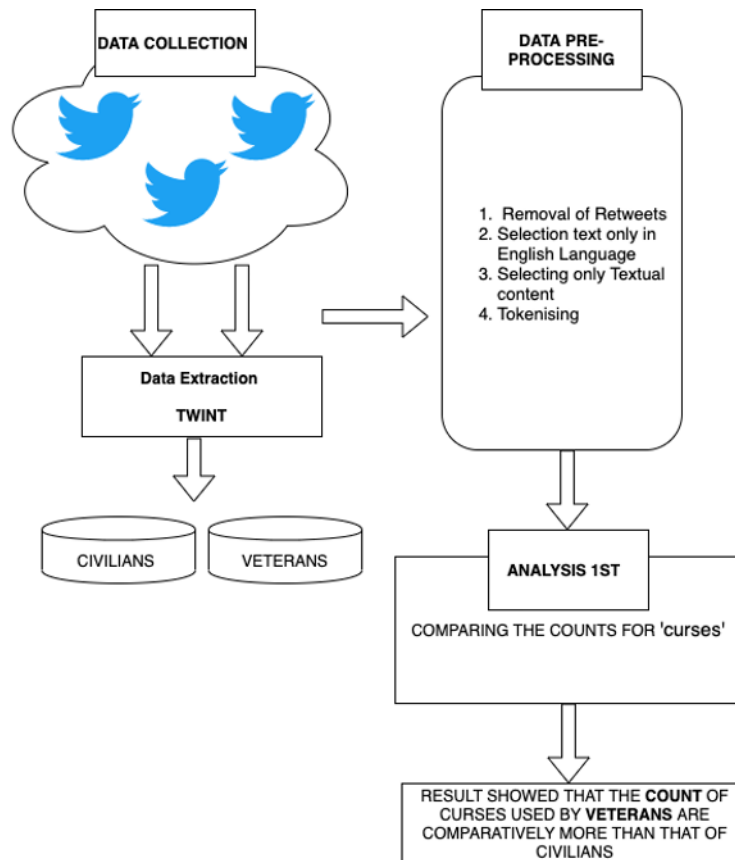 DATA COLLECTION
Data Extraction
TWINT
CIVILIANS
VETERANS
DATA PRE-
PROCESSING
1. Removal of Retweets
2. Selection text only in
English Language
3. Selecting only Textual
content
4. Tokenising
ANALYSIS 1ST
COMPARING THE COUNTS FOR 'curses'
RESULT SHOWED THAT THE COUNT OF
CURSES USED BY VETERANS ARE
COMPARATIVELY MORE THAN THAT OF
CIVILIANS